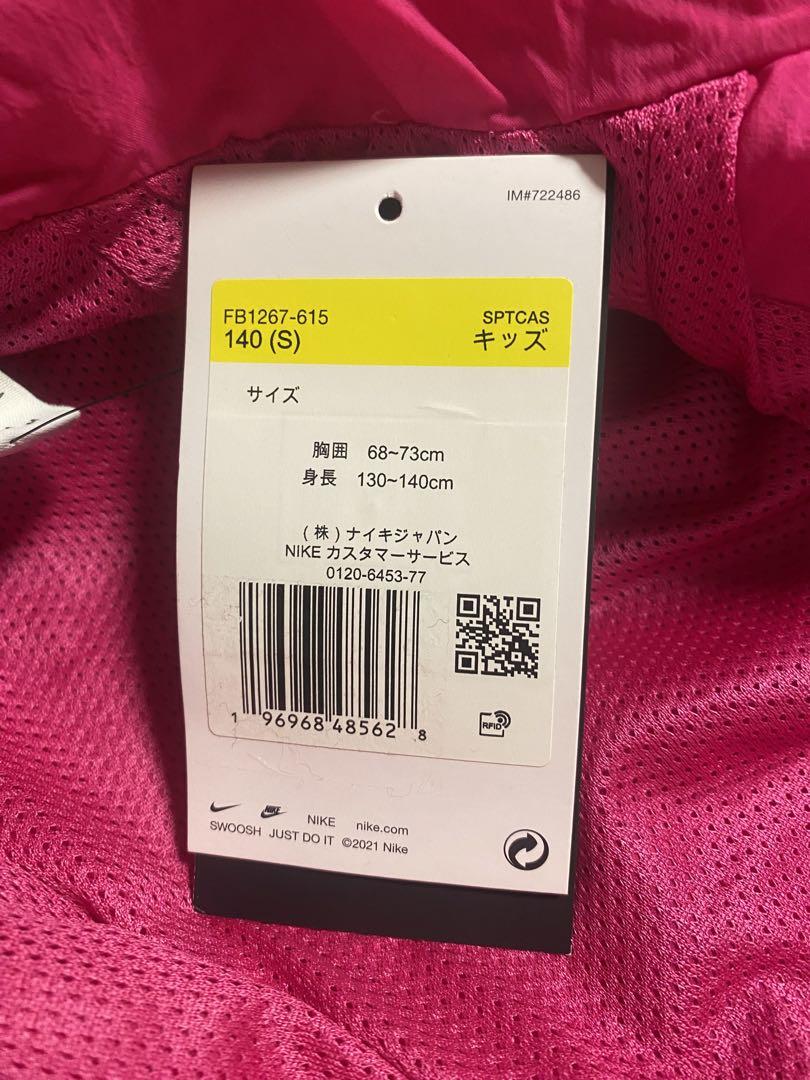 IM#722486
FB1267-615
SPTCAS
140 (S)
キッズ
サイズ
胸囲 68~73cm
身長 130~140cm
(株)ナイキジャパン
NIKE カスタマーサービス
0120-6453-77
1 96968 48562 8
RFID
NIKE
NIKE nike.com
SWOOSH JUST DO IT ©2021 Nike